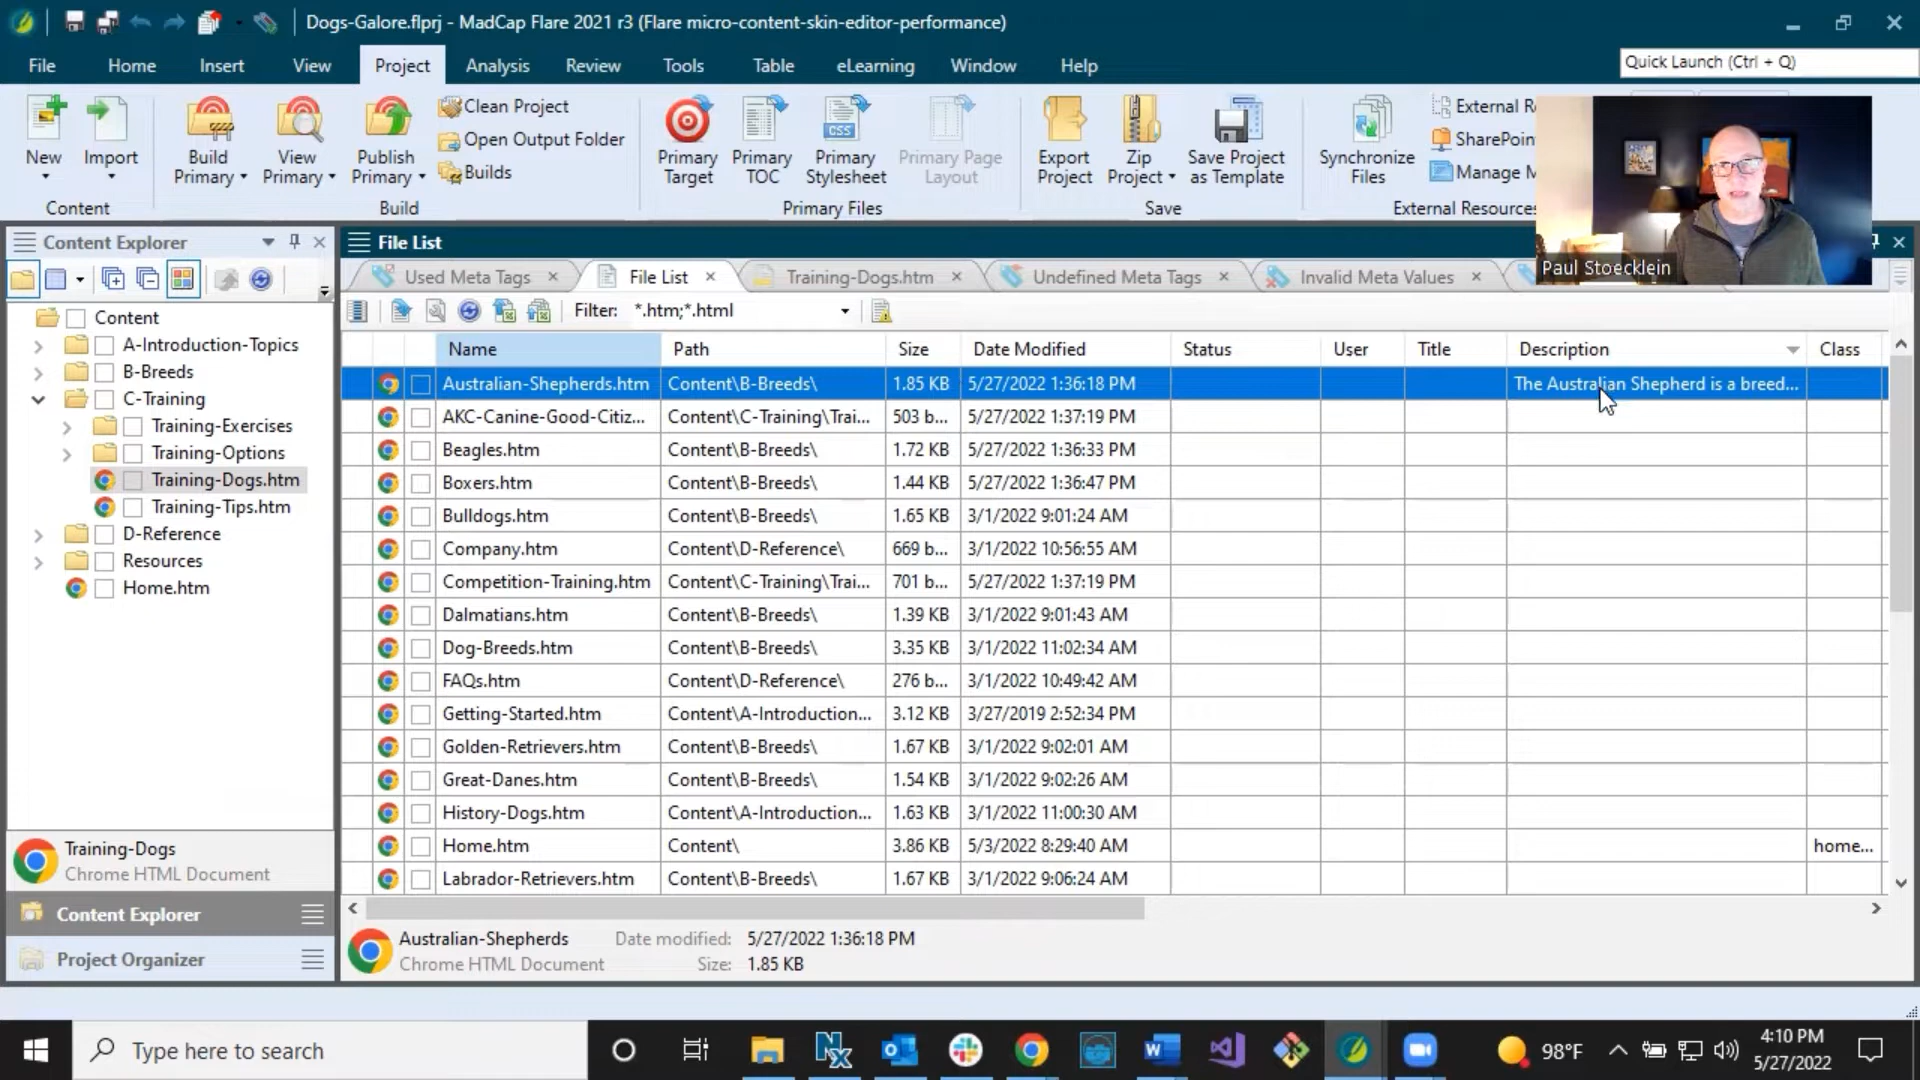 Dogs-Galore.flprj - MadCap Flare 2021 r3 (Flare micro-content-skin-editor-performance)
File Home Insert View Project Analysis Review Tools Table eLearning Window Help
Quick Launch (Ctrl + Q)
New
Import
Content
Build Primary
View Primary
Publish Primary
Clean Project
Open Output Folder
Builds
Build
Primary Target
Primary TOC
CSS
Primary Stylesheet
Primary Page Layout
Primary Files
Export Project
Zip Project
Save Project as Template
Save
Synchronize Files
External R
SharePoin
Manage M
External Resources
Paul Stoecklein
Content Explorer
File List
Used Meta Tags
File List
Training-Dogs.htm
Undefined Meta Tags
Invalid Meta Values
Filter: *.htm;*.html
Content
A-Introduction-Topics
B-Breeds
C-Training
Training-Exercises
Training-Options
Training-Dogs.htm
Training-Tips.htm
D-Reference
Resources
Home.htm
Name Path Size Date Modified Status User Title Description Class
Australian-Shepherds.htm Content\B-Breeds\ 1.85 KB 5/27/2022 1:36:18 PM The Australian Shepherd is a breed...
AKC-Canine-Good-Citiz... Content\C-Training\Trai... 503 b... 5/27/2022 1:37:19 PM
Beagles.htm Content\B-Breeds\ 1.72 KB 5/27/2022 1:36:33 PM
Boxers.htm Content\B-Breeds\ 1.44 KB 5/27/2022 1:36:47 PM
Bulldogs.htm Content\B-Breeds\ 1.65 KB 3/1/2022 9:01:24 AM
Company.htm Content\D-Reference\ 669 b... 3/1/2022 10:56:55 AM
Competition-Training.htm Content\C-Training\Trai... 701 b... 5/27/2022 1:37:19 PM
Dalmatians.htm Content\B-Breeds\ 1.39 KB 3/1/2022 9:01:43 AM
Dog-Breeds.htm Content\B-Breeds\ 3.35 KB 3/1/2022 11:02:34 AM
FAQs.htm Content\D-Reference\ 276 b... 3/1/2022 10:49:42 AM
Getting-Started.htm Content\A-Introduction... 3.12 KB 3/27/2019 2:52:34 PM
Golden-Retrievers.htm Content\B-Breeds\ 1.67 KB 3/1/2022 9:02:01 AM
Great-Danes.htm Content\B-Breeds\ 1.54 KB 3/1/2022 9:02:26 AM
History-Dogs.htm Content\A-Introduction... 1.63 KB 3/1/2022 11:00:30 AM
Home.htm Content\ 3.86 KB 5/3/2022 8:29:40 AM home...
Labrador-Retrievers.htm Content\B-Breeds\ 1.67 KB 3/1/2022 9:06:24 AM
Training-Dogs
Chrome HTML Document
Content Explorer
Project Organizer
Australian-Shepherds Date modified: 5/27/2022 1:36:18 PM
Chrome HTML Document Size: 1.85 KB
Type here to search
98°F
4:10 PM
5/27/2022